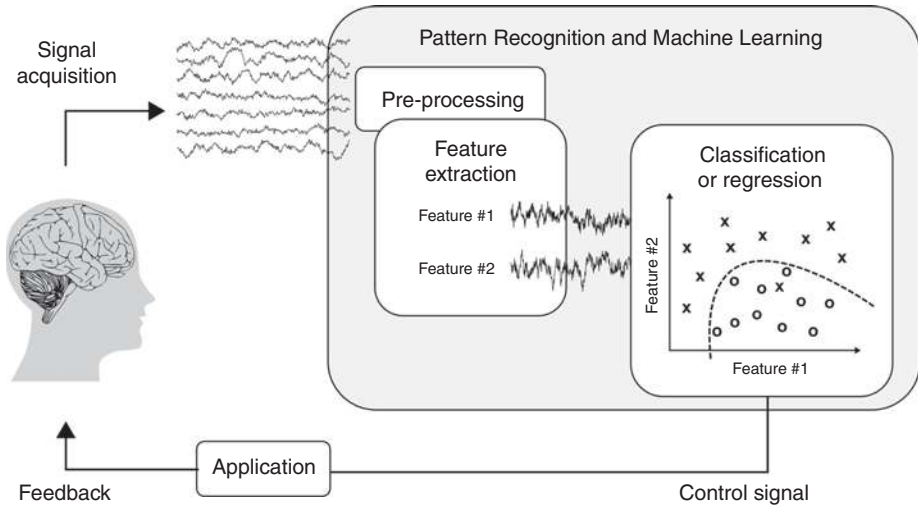 Signal
acquisition
Pattern Recognition and Machine Learning
Pre-processing
Feature
extraction
Feature #1
Feature #2
Classification
or regression
Feature #2
x x x x x x x x x x x
o o o o o o o o o o o
Feature #1
Application
Feedback
Control signal